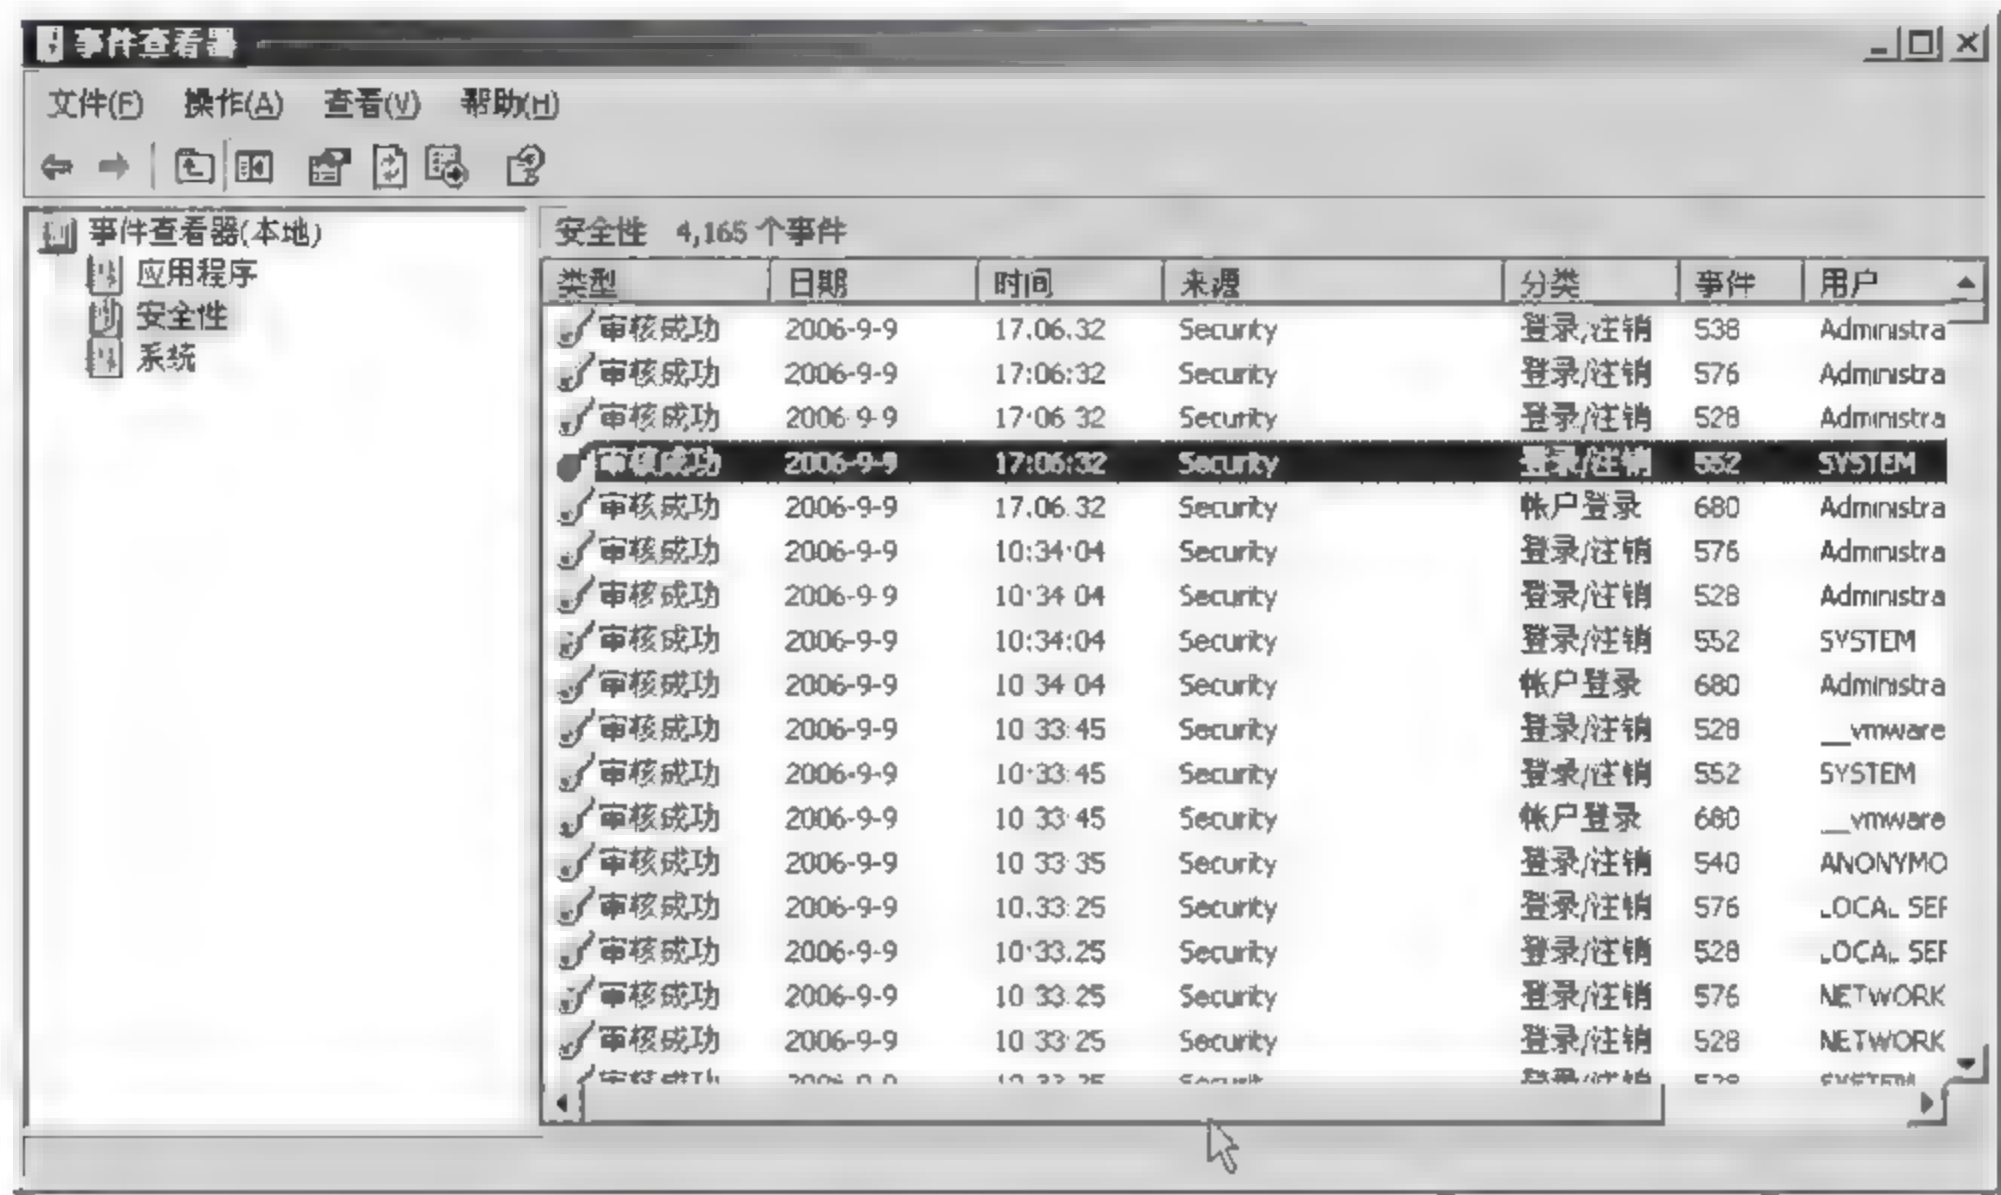 事件查看器
文件(F) 操作(A) 查看(V) 帮助(H)
事件查看器(本地)
应用程序
安全性
系统
安全性 4,165 个事件
类型 日期 时间 来源 分类 事件 用户
审核成功 2006-9-9 17:06:32 Security 登录/注销 538 Administra
审核成功 2006-9-9 17:06:32 Security 登录/注销 576 Administra
审核成功 2006-9-9 17:06:32 Security 登录/注销 528 Administra
审核成功 2006-9-9 17:06:32 Security 登录/注销 552 SYSTEM
审核成功 2006-9-9 17:06:32 Security 帐户登录 680 Administra
审核成功 2006-9-9 10:34:04 Security 登录/注销 576 Administra
审核成功 2006-9-9 10:34:04 Security 登录/注销 528 Administra
审核成功 2006-9-9 10:34:04 Security 登录/注销 552 SYSTEM
审核成功 2006-9-9 10:34:04 Security 帐户登录 680 Administra
审核成功 2006-9-9 10:33:45 Security 登录/注销 528 __vmware
审核成功 2006-9-9 10:33:45 Security 登录/注销 552 SYSTEM
审核成功 2006-9-9 10:33:45 Security 帐户登录 680 __vmware
审核成功 2006-9-9 10:33:35 Security 登录/注销 540 ANONYMO
审核成功 2006-9-9 10:33:25 Security 登录/注销 576 LOCAL SER
审核成功 2006-9-9 10:33:25 Security 登录/注销 528 LOCAL SER
审核成功 2006-9-9 10:33:25 Security 登录/注销 576 NETWORK
审核成功 2006-9-9 10:33:25 Security 登录/注销 528 NETWORK